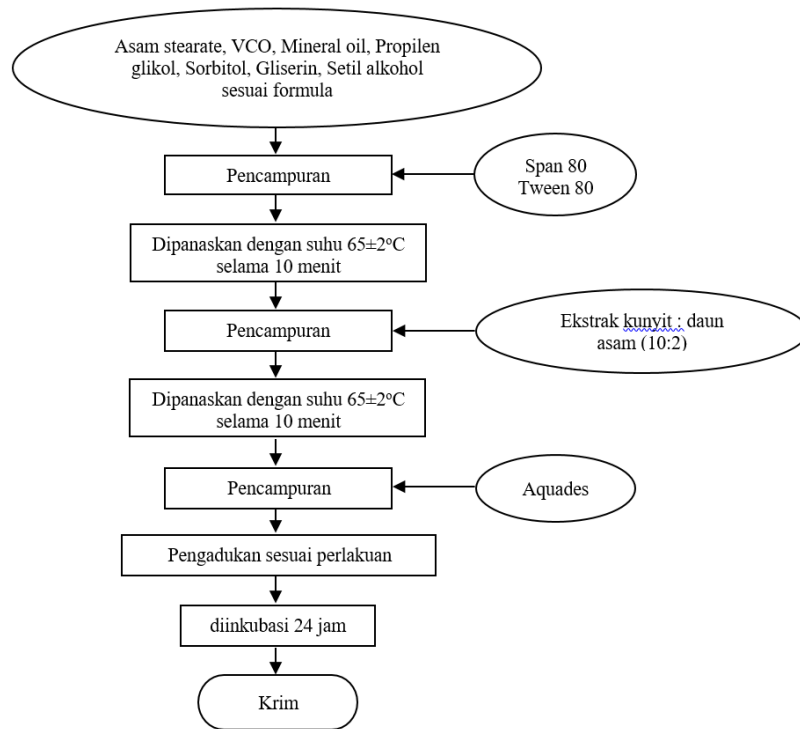 Asam stearate, VCO, Mineral oil, Propilen
glikol, Sorbitol, Gliserin, Setil alkohol
sesuai formula
Pencampuran
Span 80
Tween 80
Dipanaskan dengan suhu 65±2°C
selama 10 menit
Pencampuran
Ekstrak kunyit : daun
asam (10:2)
Dipanaskan dengan suhu 65±2°C
selama 10 menit
Pencampuran
Aquades
Pengadukan sesuai perlakuan
diinkubasi 24 jam
Krim